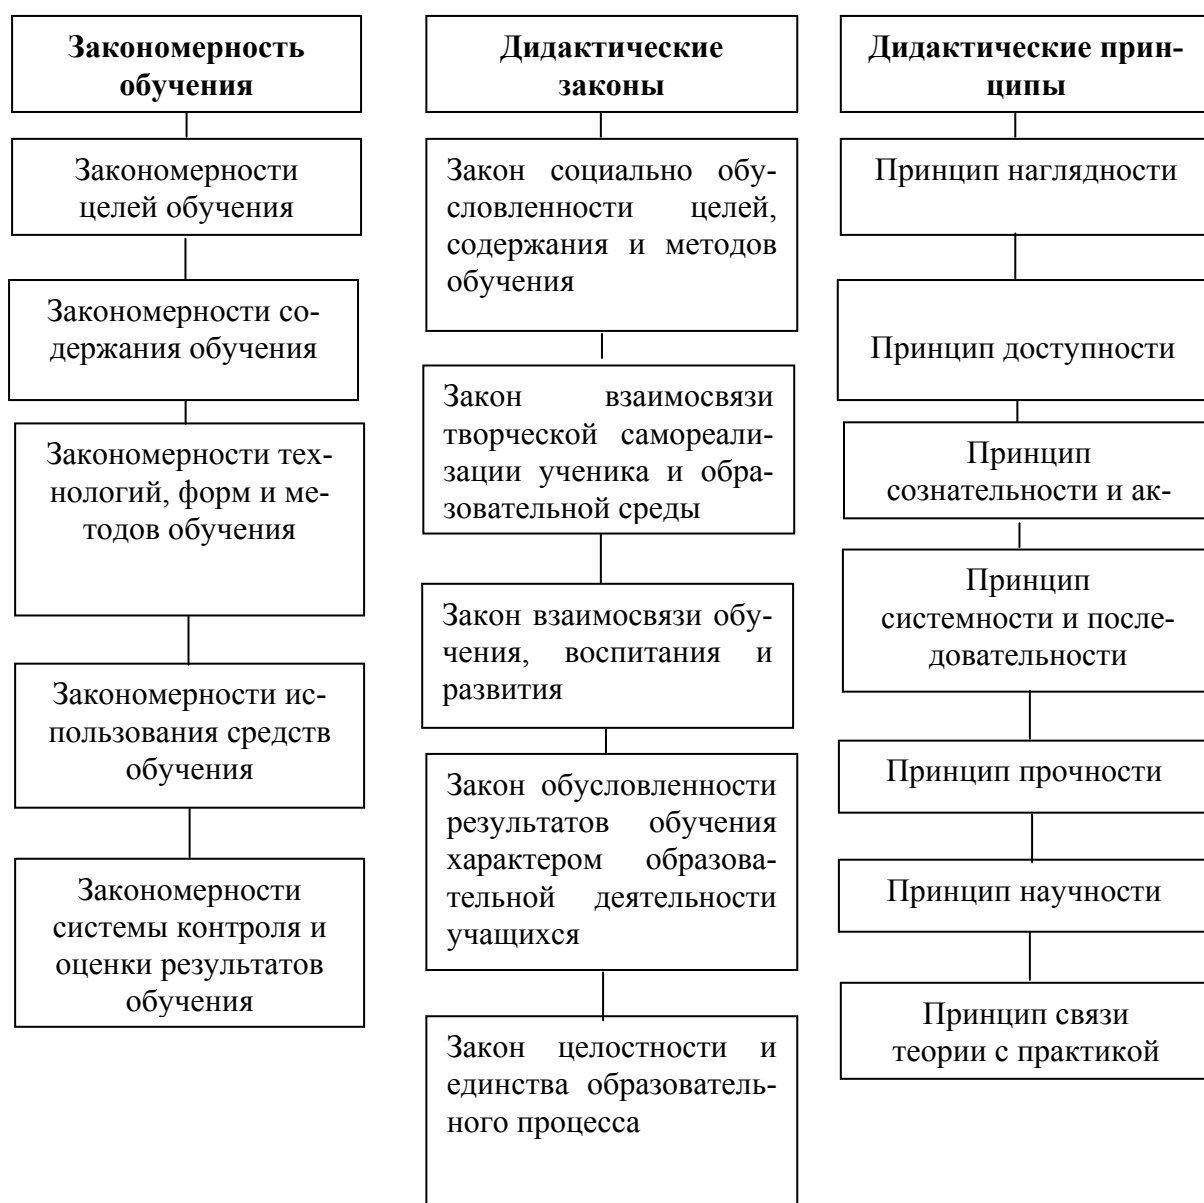 Закономерность
обучения
Закономерности
целей обучения
Закономерности со-
держания обучения
Закономерности тех-
нологий, форм и ме-
тодов обучения
Закономерности ис-
пользования средств
обучения
Закономерности
системы контроля и
оценки результатов
обучения
Дидактические
законы
Закон социально обу-
словленности целей,
содержания и методов
обучения
Закон взаимосвязи
творческой самореали-
зации ученика и обра-
зовательной среды
Закон взаимосвязи обу-
чения, воспитания и
развития
Закон обусловленности
результатов обучения
характером образова-
тельной деятельности
учащихся
Закон целостности и
единства образователь-
ного процесса
Дидактические прин-
ципы
Принцип наглядности
Принцип доступности
Принцип
сознательности и ак-
Принцип
системности и после-
довательности
Принцип прочности
Принцип научности
Принцип связи
теории с практикой